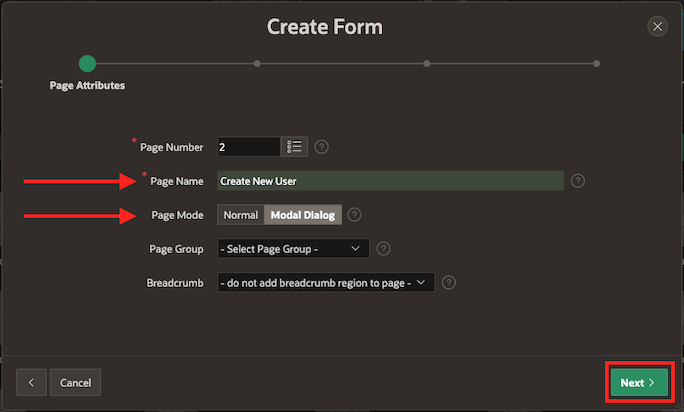 Create Form
Page Attributes
* Page Number 2
* Page Name Create New User
Page Mode Normal Modal Dialog
Page Group - Select Page Group -
Breadcrumb - do not add breadcrumb region to page -
Cancel Next